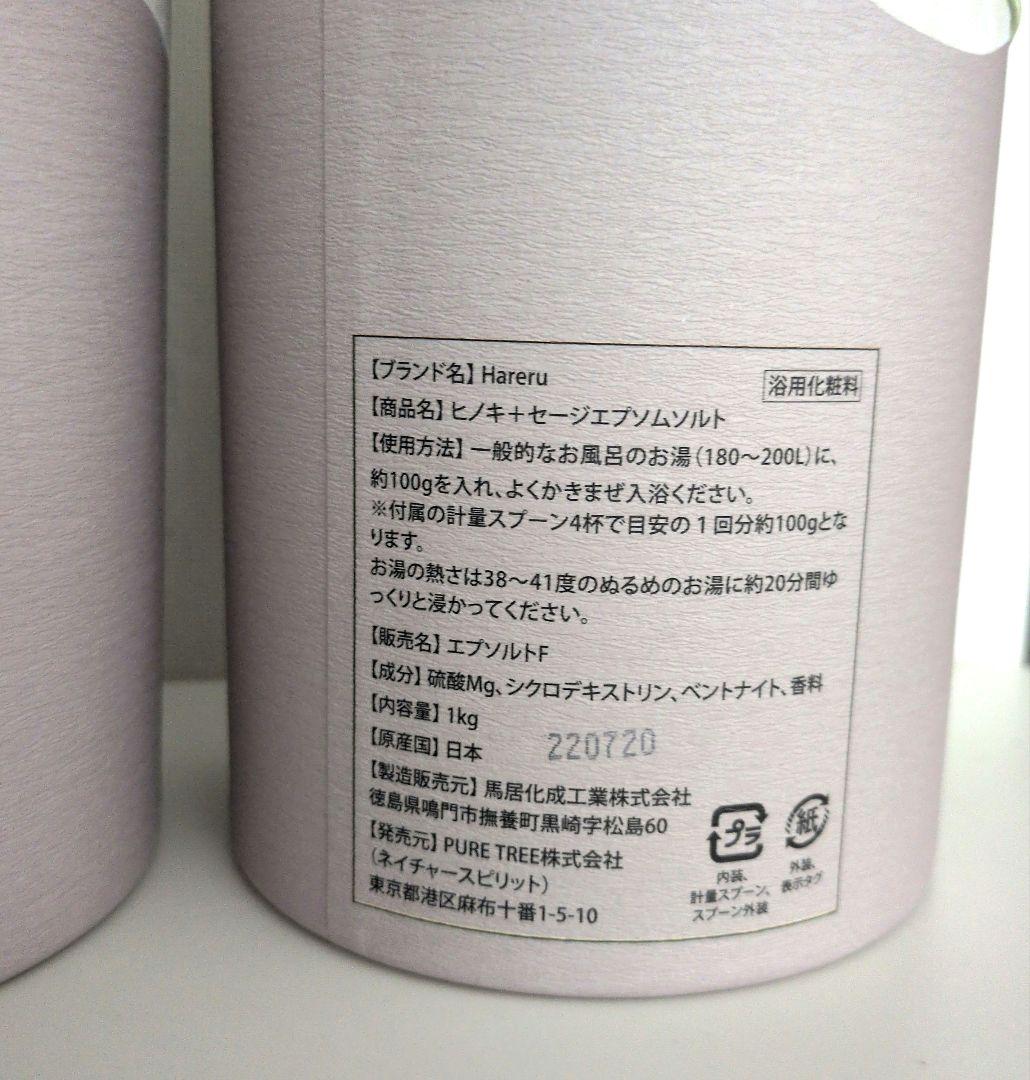 【ブランド名】Hareru
浴用化粧料
【商品名】ヒノキ＋セージエプソムソルト
【使用方法】一般的なお風呂のお湯（180〜200L）に、
約100gを入れ、よくかきまぜ入浴ください。
※付属の計量スプーン4杯で目安の1回分約100gとな
ります。
お湯の熱さは38〜41度のぬるめのお湯に約20分間ゆ
っくりと浸かってください。
【販売名】エプソルトF
【成分】硫酸Mg、シクロデキストリン、ベントナイト、香料
【内容量】1kg
【原産国】日本
220720
【製造販売元】馬居化成工業株式会社
徳島県鳴門市撫養町黒崎字松島60
【発売元】PURE TREE株式会社
（ネイチャースピリット）
東京都港区麻布十番1-5-10
プラ
内装、
計量スプーン、
スプーン外装
紙
外装、
表示タグ